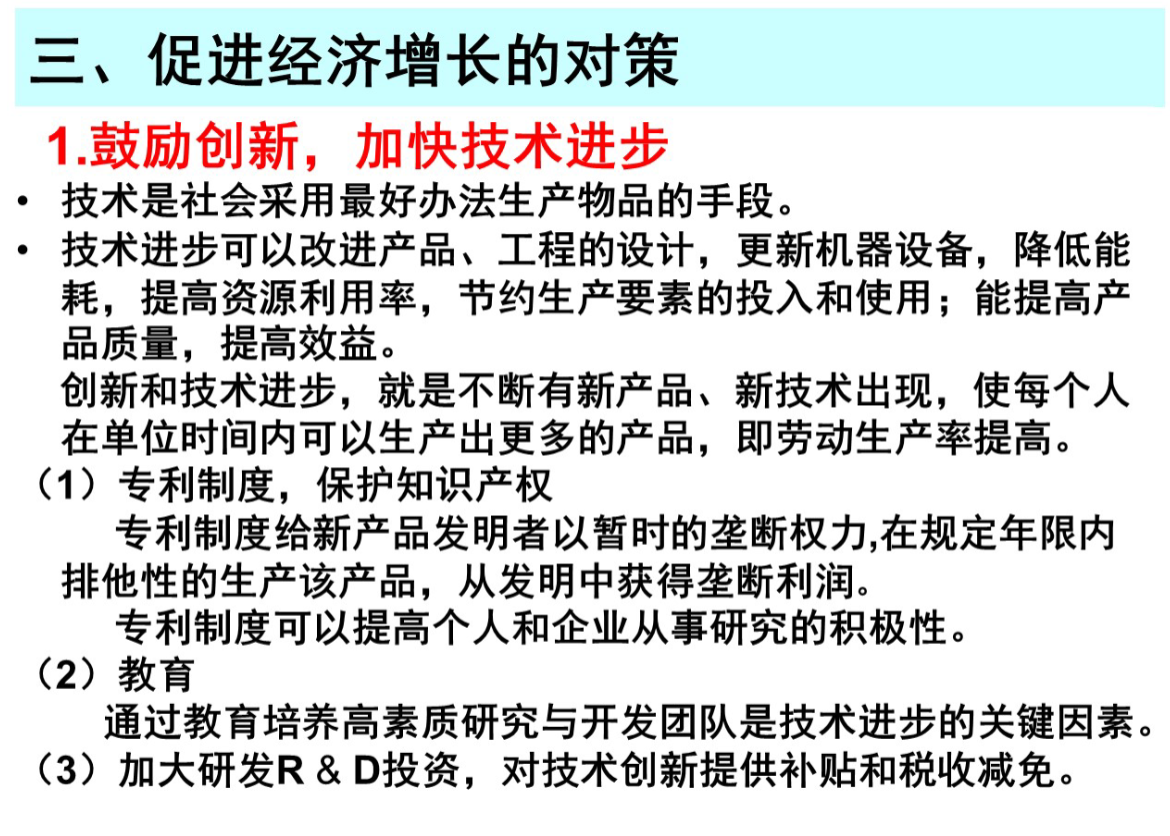 三、促进经济增长的对策
1.鼓励创新，加快技术进步
• 技术是社会采用最好办法生产物品的手段。
• 技术进步可以改进产品、工程的设计，更新机器设备，降低能
耗，提高资源利用率，节约生产要素的投入和使用；能提高产
品质量，提高效益。
创新和技术进步，就是不断有新产品、新技术出现，使每个人
在单位时间内可以生产出更多的产品，即劳动生产率提高。
（1）专利制度，保护知识产权
专利制度给新产品发明者以暂时的垄断权力,在规定年限内
排他性的生产该产品，从发明中获得垄断利润。
专利制度可以提高个人和企业从事研究的积极性。
（2）教育
通过教育培养高素质研究与开发团队是技术进步的关键因素。
（3）加大研发R & D投资，对技术创新提供补贴和税收减免。